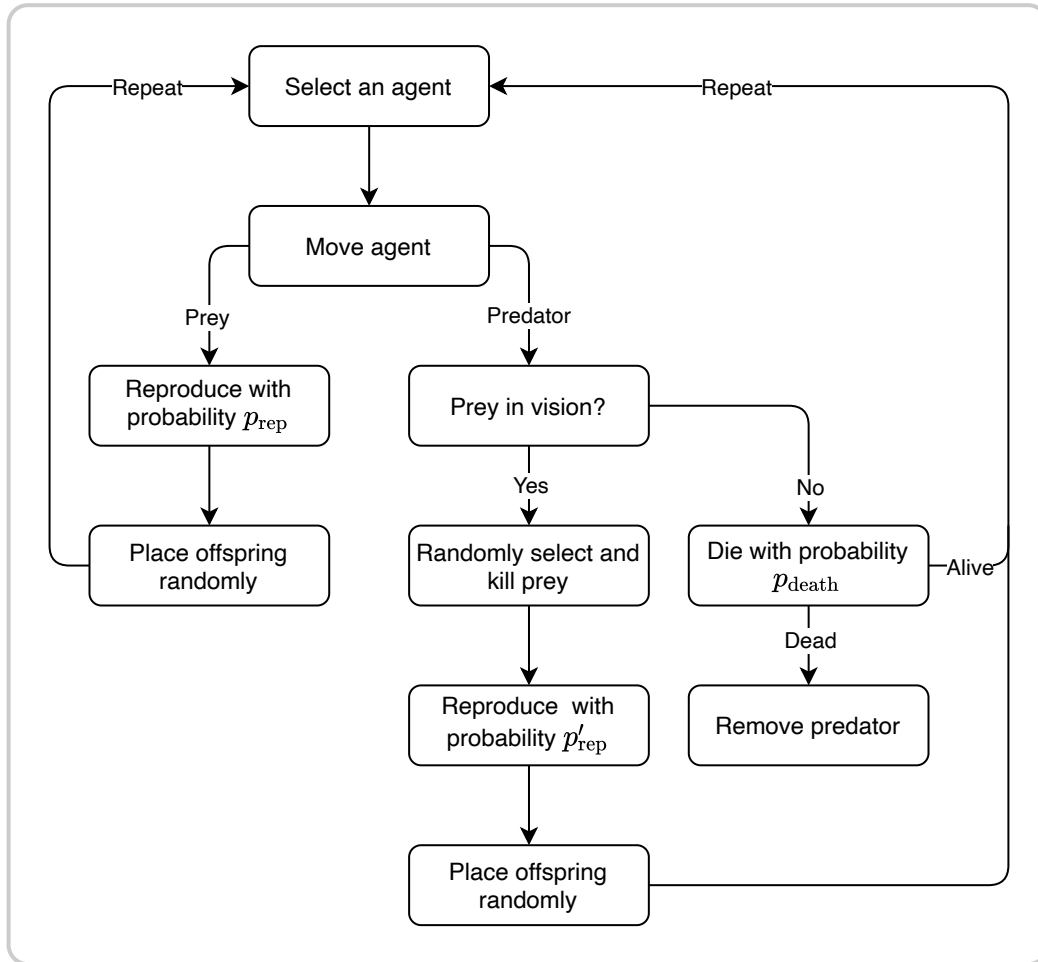 Repeat
Select an agent
Repeat
Move agent
Prey
Predator
Reproduce with
probability p_rep
Prey in vision?
Yes
No
Place offspring
randomly
Randomly select and
kill prey
Die with probability
p_death
Alive
Dead
Reproduce with
probability p′_rep
Remove predator
Place offspring
randomly